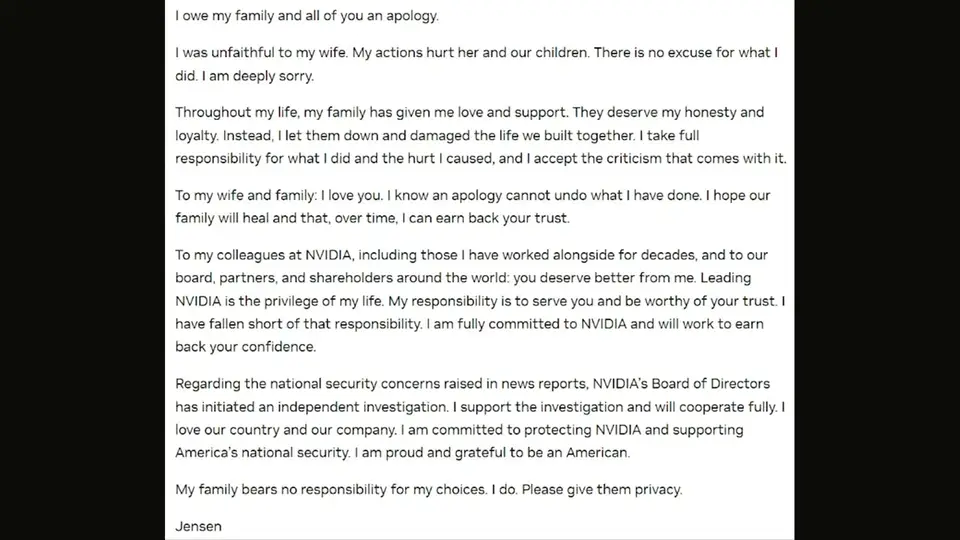 I owe my family and all of you an apology.
I was unfaithful to my wife. My actions hurt her and our children. There is no excuse for what I
did. I am deeply sorry.
Throughout my life, my family has given me love and support. They deserve my honesty and
loyalty. Instead, I let them down and damaged the life we built together. I take full
responsibility for what I did and the hurt I caused, and I accept the criticism that comes with it.
To my wife and family: I love you. I know an apology cannot undo what I have done. I hope our
family will heal and that, over time, I can earn back your trust.
To my colleagues at NVIDIA, including those I have worked alongside for decades, and to our
board, partners, and shareholders around the world: you deserve better from me. Leading
NVIDIA is the privilege of my life. My responsibility is to serve you and be worthy of your trust. I
have fallen short of that responsibility. I am fully committed to NVIDIA and will work to earn
back your confidence.
Regarding the national security concerns raised in news reports, NVIDIA's Board of Directors
has initiated an independent investigation. I support the investigation and will cooperate fully. I
love our country and our company. I am committed to protecting NVIDIA and supporting
America's national security. I am proud and grateful to be an American.
My family bears no responsibility for my choices. I do. Please give them privacy.
Jensen